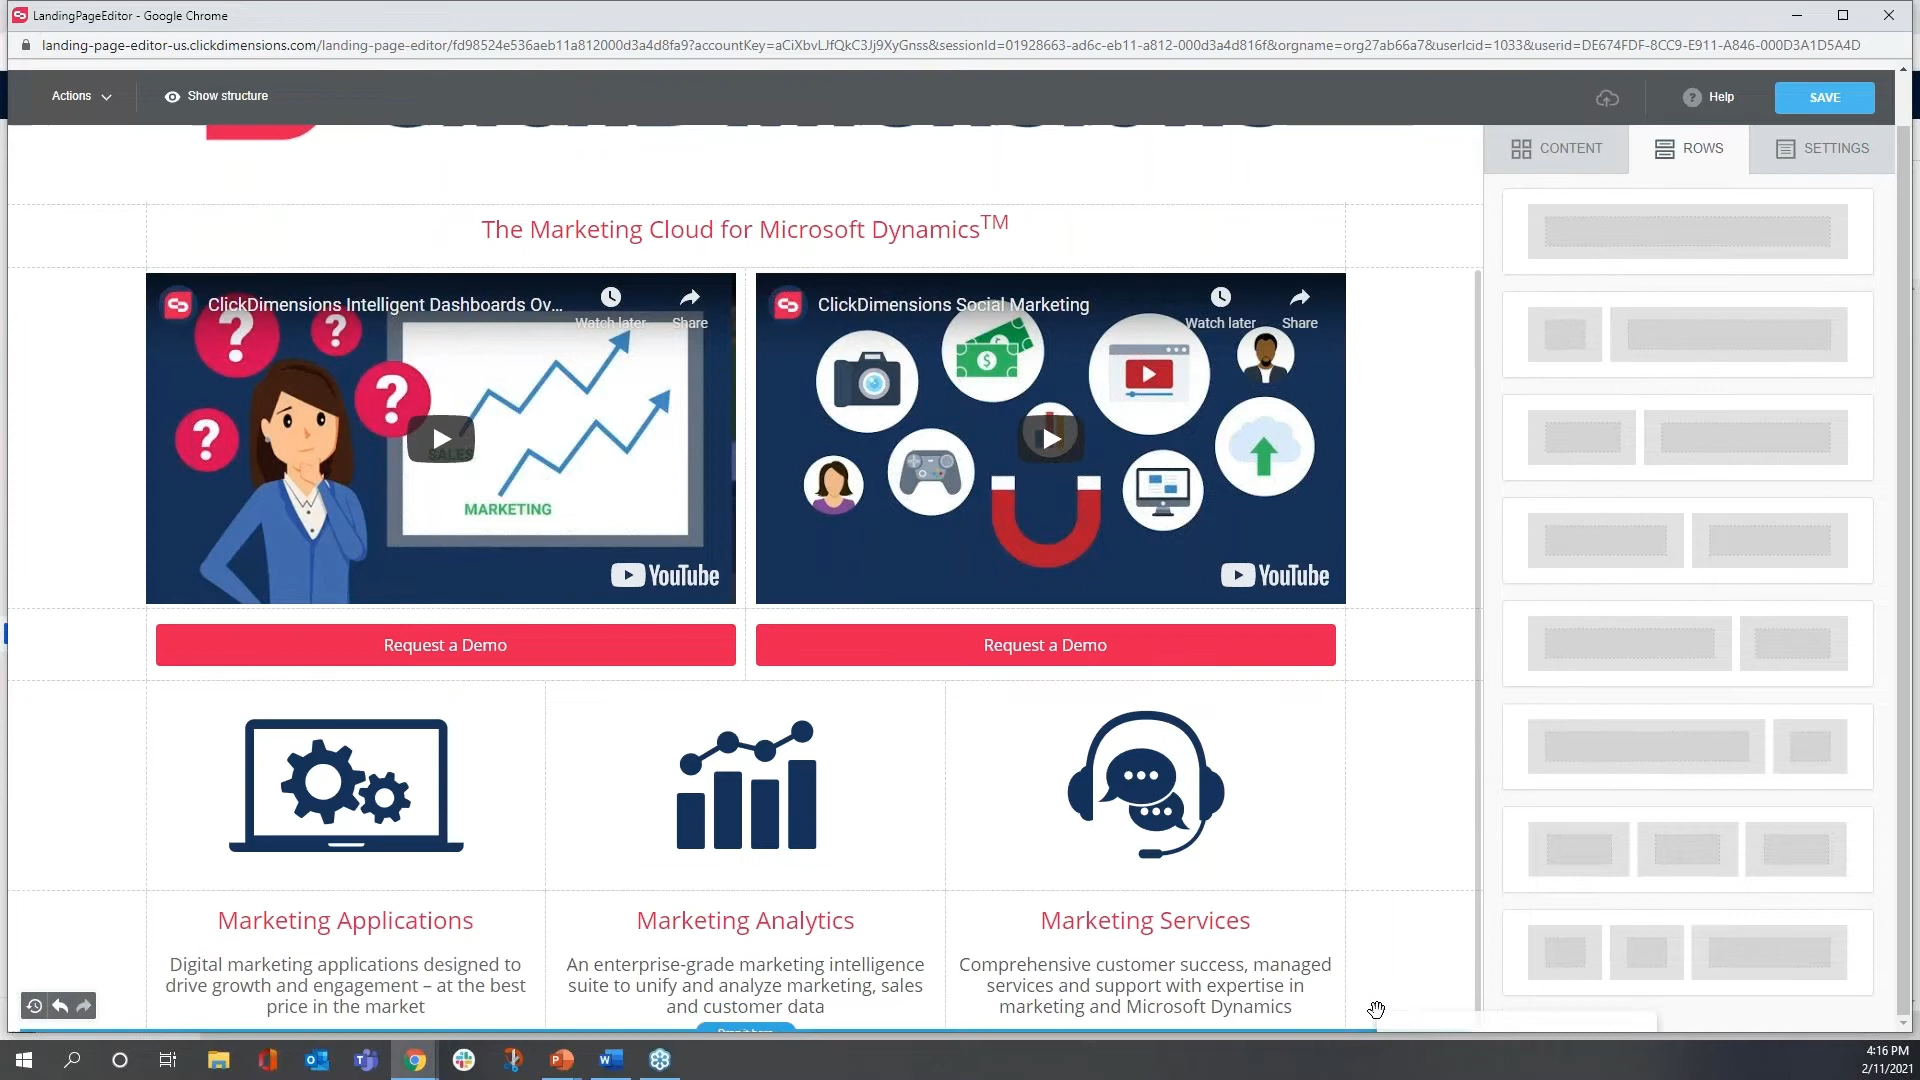 LandingPageEditor - Google Chrome
landing-page-editor-us.clickdimensions.com/landing-page-editor/fd98524e536aeb11a812000d3a4d8fa9?accountKey=aCiXbvLJfQkC3Jj9XyGnss&sessionId=01928663-ad6c-eb11-a812-000d3a4d816f&orgname=org27ab66a7&userlcid=1033&userid=DE674FDF-8CC9-E911-A846-000D3A1D5A4D
Actions
Show structure
Help
SAVE
CONTENT
ROWS
SETTINGS
The Marketing Cloud for Microsoft Dynamics™
ClickDimensions Intelligent Dashboards Ov...
Watch later
Share
SALES
MARKETING
YouTube
ClickDimensions Social Marketing
Watch later
Share
YouTube
Request a Demo
Request a Demo
Marketing Applications
Digital marketing applications designed to
drive growth and engagement – at the best
price in the market
Marketing Analytics
An enterprise-grade marketing intelligence
suite to unify and analyze marketing, sales
and customer data
Marketing Services
Comprehensive customer success, managed
services and support with expertise in
marketing and Microsoft Dynamics
4:16 PM
2/11/2021